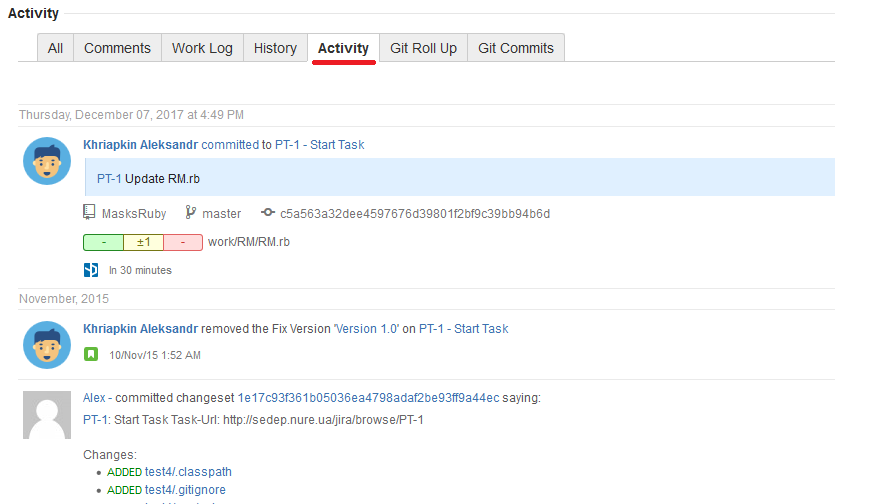 Activity
All Comments Work Log History Activity Git Roll Up Git Commits
Thursday, December 07, 2017 at 4:49 PM
Khriapkin Aleksandr committed to PT-1 - Start Task
PT-1 Update RM.rb
MasksRuby master c5a563a32dee4597676d39801f2bf9c39bb94b6d
- ±1 - work/RM/RM.rb
In 30 minutes
November, 2015
Khriapkin Aleksandr removed the Fix Version 'Version 1.0' on PT-1 - Start Task
10/Nov/15 1:52 AM
Alex - committed changeset 1e17c93f361b05036ea4798adaf2be93ff9a44ec saying:
PT-1: Start Task Task-Url: http://sedep.nure.ua/jira/browse/PT-1
Changes:
• ADDED test4/.classpath
• ADDED test4/.gitignore